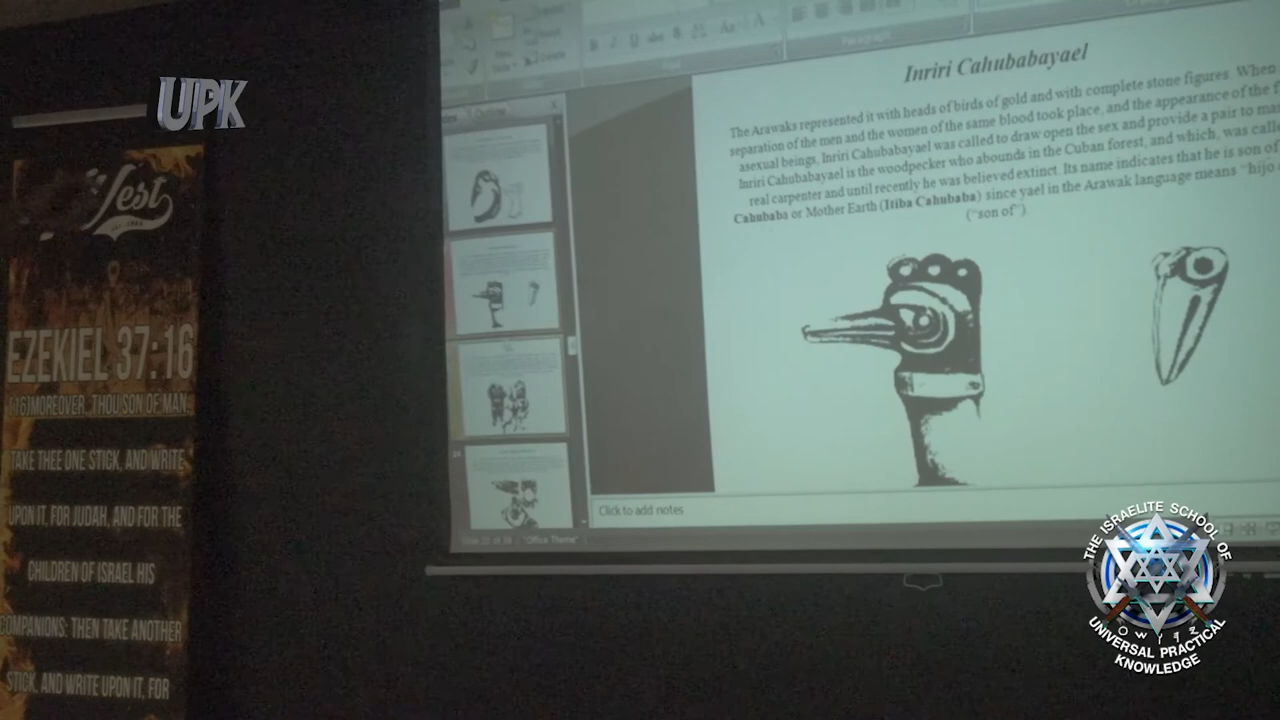 UPK
Fest
EZEKIEL 37:16
[16]MOREOVER, THOU SON OF MAN,
TAKE THEE ONE STICK, AND WRITE
UPON IT, FOR JUDAH, AND FOR THE
CHILDREN OF ISRAEL HIS
COMPANIONS: THEN TAKE ANOTHER
STICK, AND WRITE UPON IT, FOR
Inriri Cahubabayael
The Arawaks represented it with heads of birds of gold and with complete stone figures. When
separation of the men and the women of the same blood took place, and the appearance of the
asexual beings, Inriri Cahubabayael was called to draw open the sex and provide a pair to
Inriri Cahubabayael is the woodpecker who abounds in the Cuban forest, and which, was
real carpenter and until recently he was believed extinct. Its name indicates that he is son of
Cahubaba or Mother Earth (Itiba Cahubaba) since yael in the Arawak language means "hijo
("son of")
Click to add notes
"Office Theme"
THE ISRAELITE SCHOOL OF
UNIVERSAL PRACTICAL
KNOWLEDGE